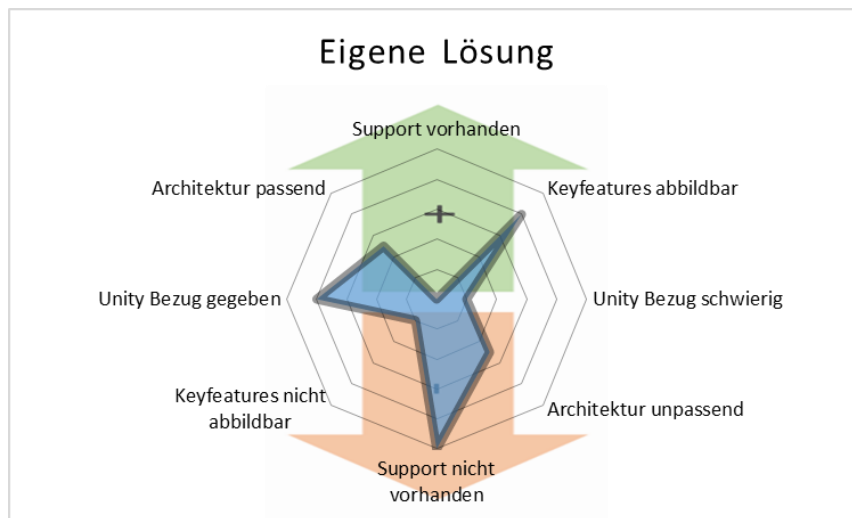 Eigene Lösung
Support vorhanden
Architektur passend
Keyfeatures abbildbar
+
Unity Bezug gegeben
Unity Bezug schwierig
Keyfeatures nicht
abbildbar
-
Architektur unpassend
Support nicht
vorhanden